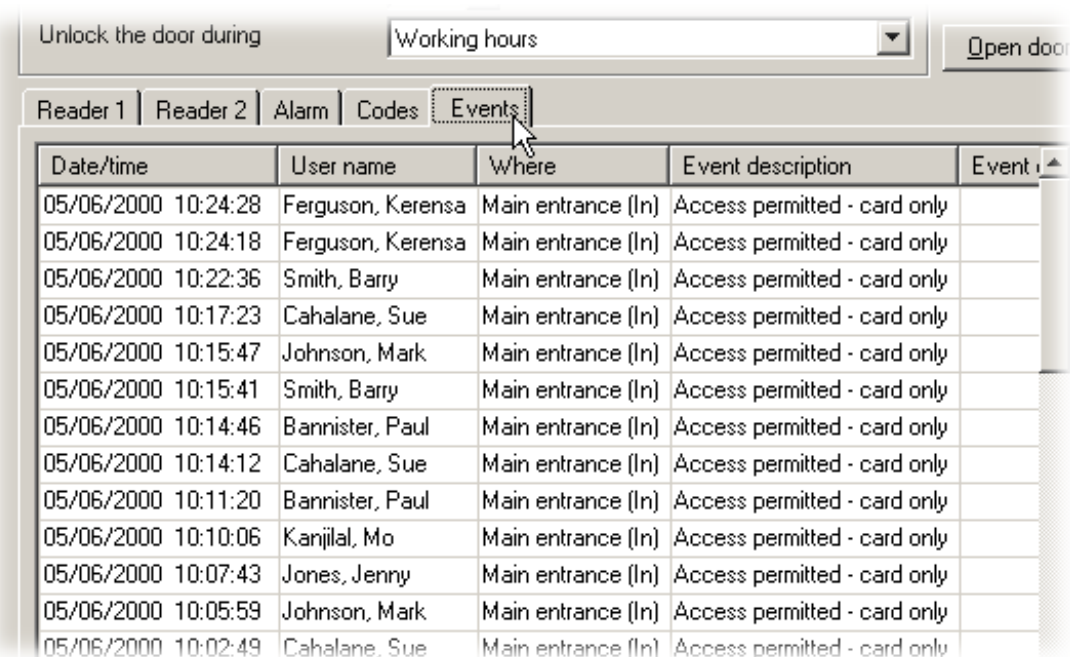 Unlock the door during Working hours Open door
Reader 1 Reader 2 Alarm Codes Events
Date/time User name Where Event description Event
05/06/2000 10:24:28 Ferguson, Kerensa Main entrance (In) Access permitted - card only
05/06/2000 10:24:18 Ferguson, Kerensa Main entrance (In) Access permitted - card only
05/06/2000 10:22:36 Smith, Barry Main entrance (In) Access permitted - card only
05/06/2000 10:17:23 Cahalane, Sue Main entrance (In) Access permitted - card only
05/06/2000 10:15:47 Johnson, Mark Main entrance (In) Access permitted - card only
05/06/2000 10:15:41 Smith, Barry Main entrance (In) Access permitted - card only
05/06/2000 10:14:46 Bannister, Paul Main entrance (In) Access permitted - card only
05/06/2000 10:14:12 Cahalane, Sue Main entrance (In) Access permitted - card only
05/06/2000 10:11:20 Bannister, Paul Main entrance (In) Access permitted - card only
05/06/2000 10:10:06 Kanjilal, Mo Main entrance (In) Access permitted - card only
05/06/2000 10:07:43 Jones, Jenny Main entrance (In) Access permitted - card only
05/06/2000 10:05:59 Johnson, Mark Main entrance (In) Access permitted - card only
05/06/2000 10:02:49 Cahalane, Sue Main entrance (In) Access permitted - card only